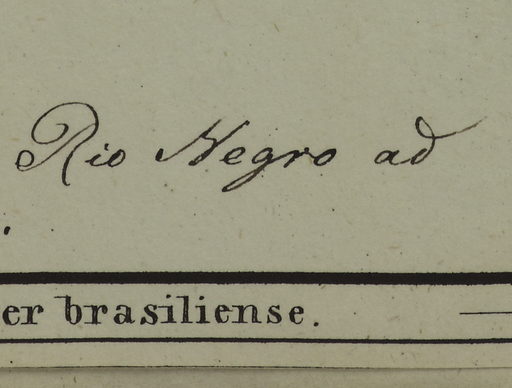 Rio Negro ad
.
er brasiliense.